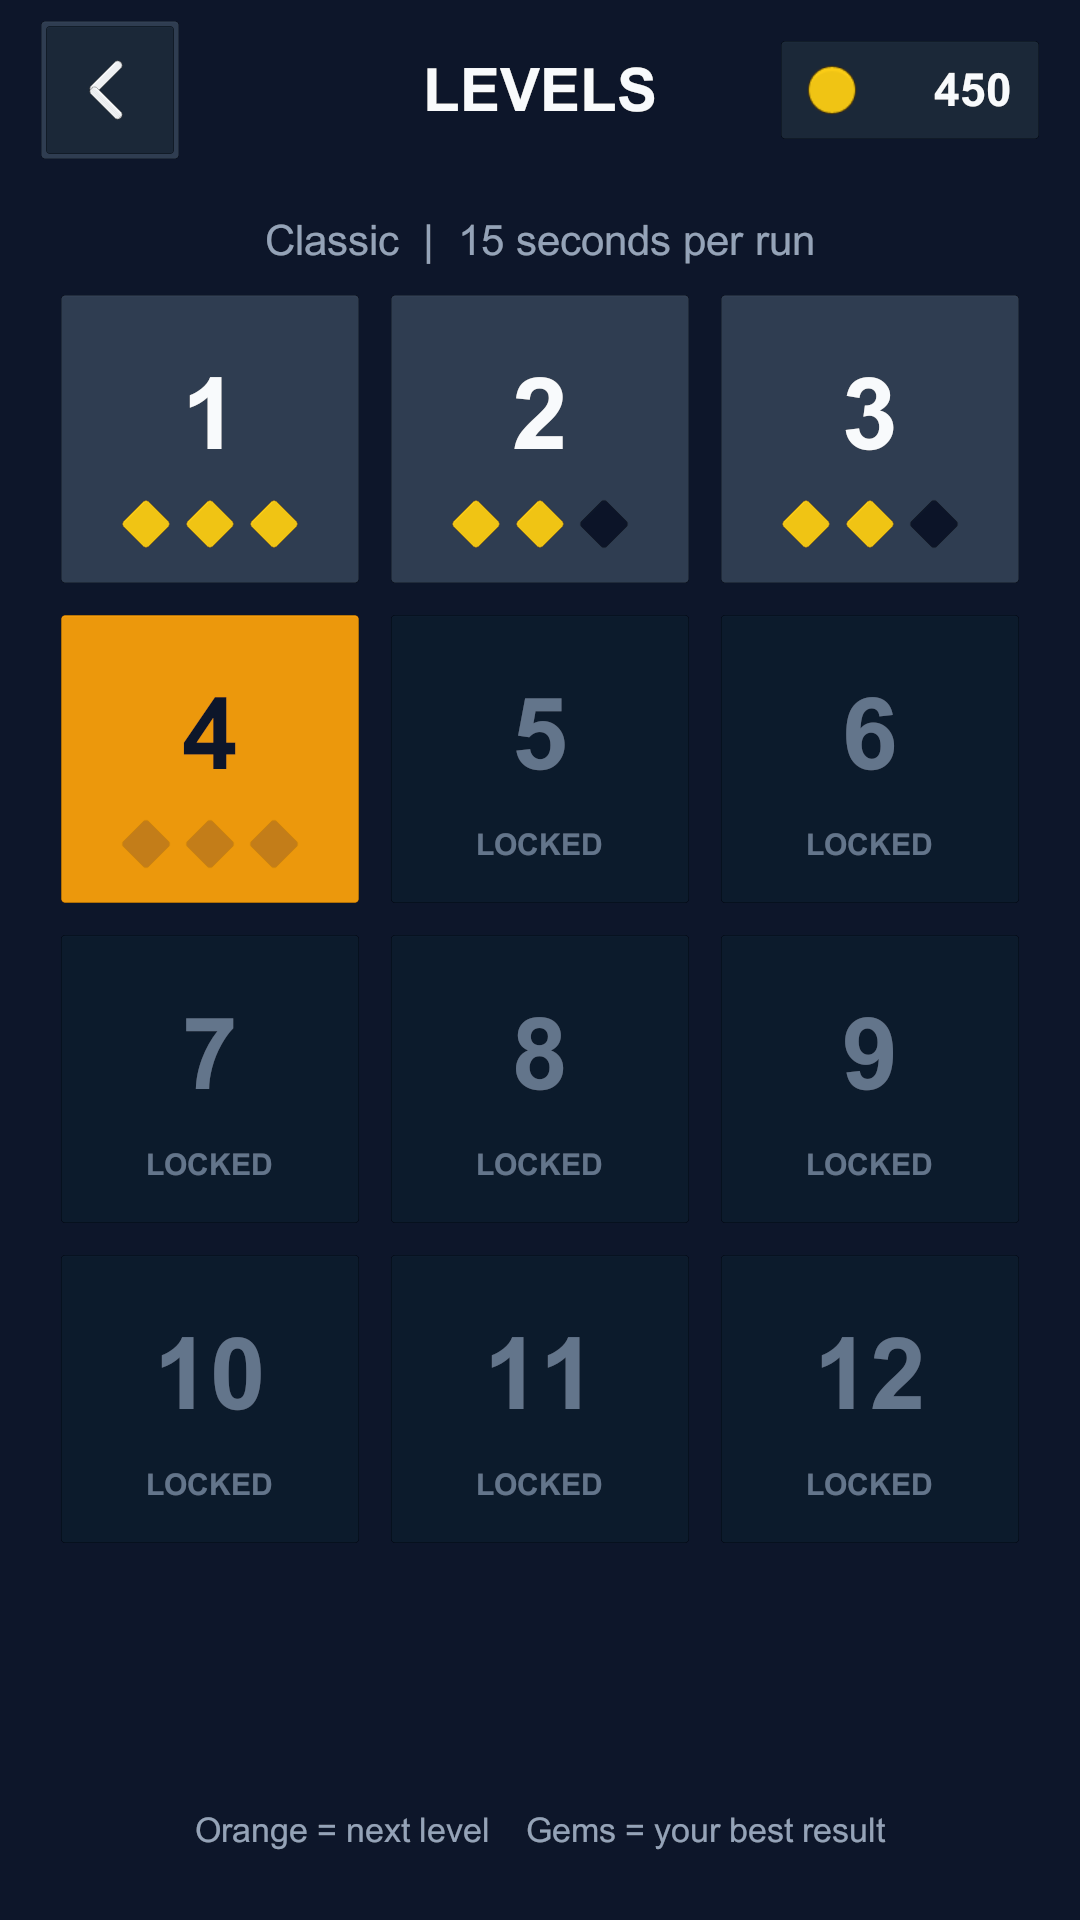 LEVELS
450
Classic | 15 seconds per run
1 2 3
4 5 6
LOCKED LOCKED
7 8 9
LOCKED LOCKED LOCKED
10 11 12
LOCKED LOCKED LOCKED
Orange = next level Gems = your best result